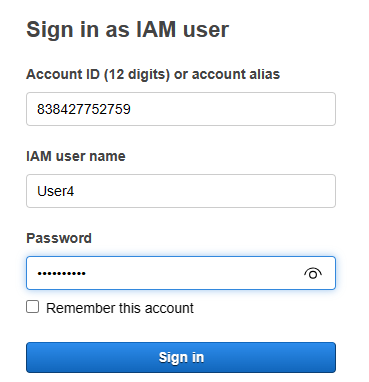 Sign in as IAM user
Account ID (12 digits) or account alias
838427752759
IAM user name
User4
Password
••••••••••
Remember this account
Sign in